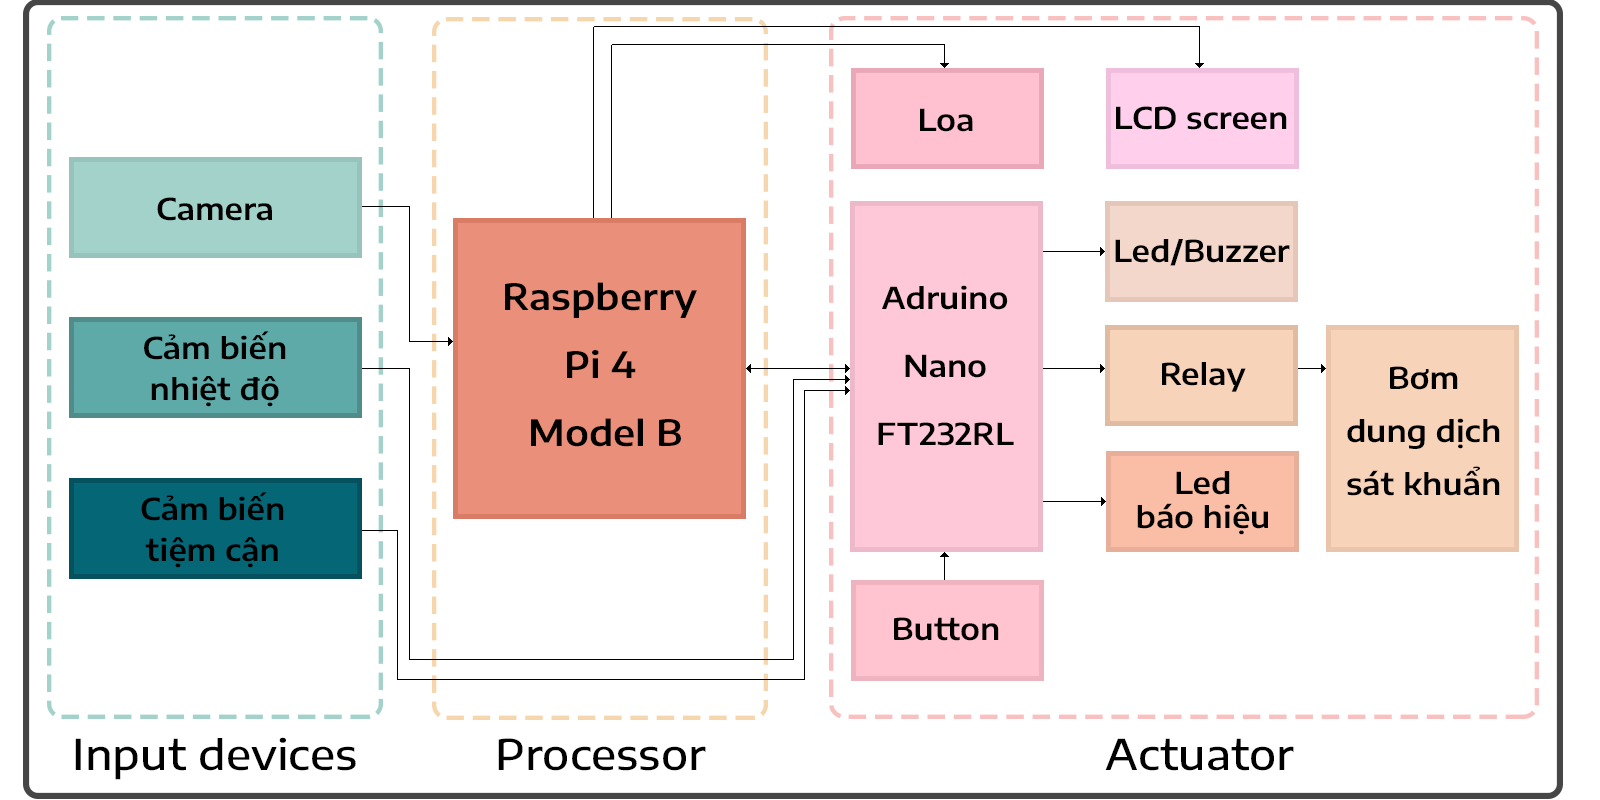 Camera
Cảm biến
nhiệt độ
Cảm biến
tiệm cận
Input devices
Raspberry
Pi 4
Model B
Processor
Loa
LCD screen
Adruino
Nano
FT232RL
Led/Buzzer
Relay
Bơm
dung dịch
sát khuẩn
Led
báo hiệu
Button
Actuator